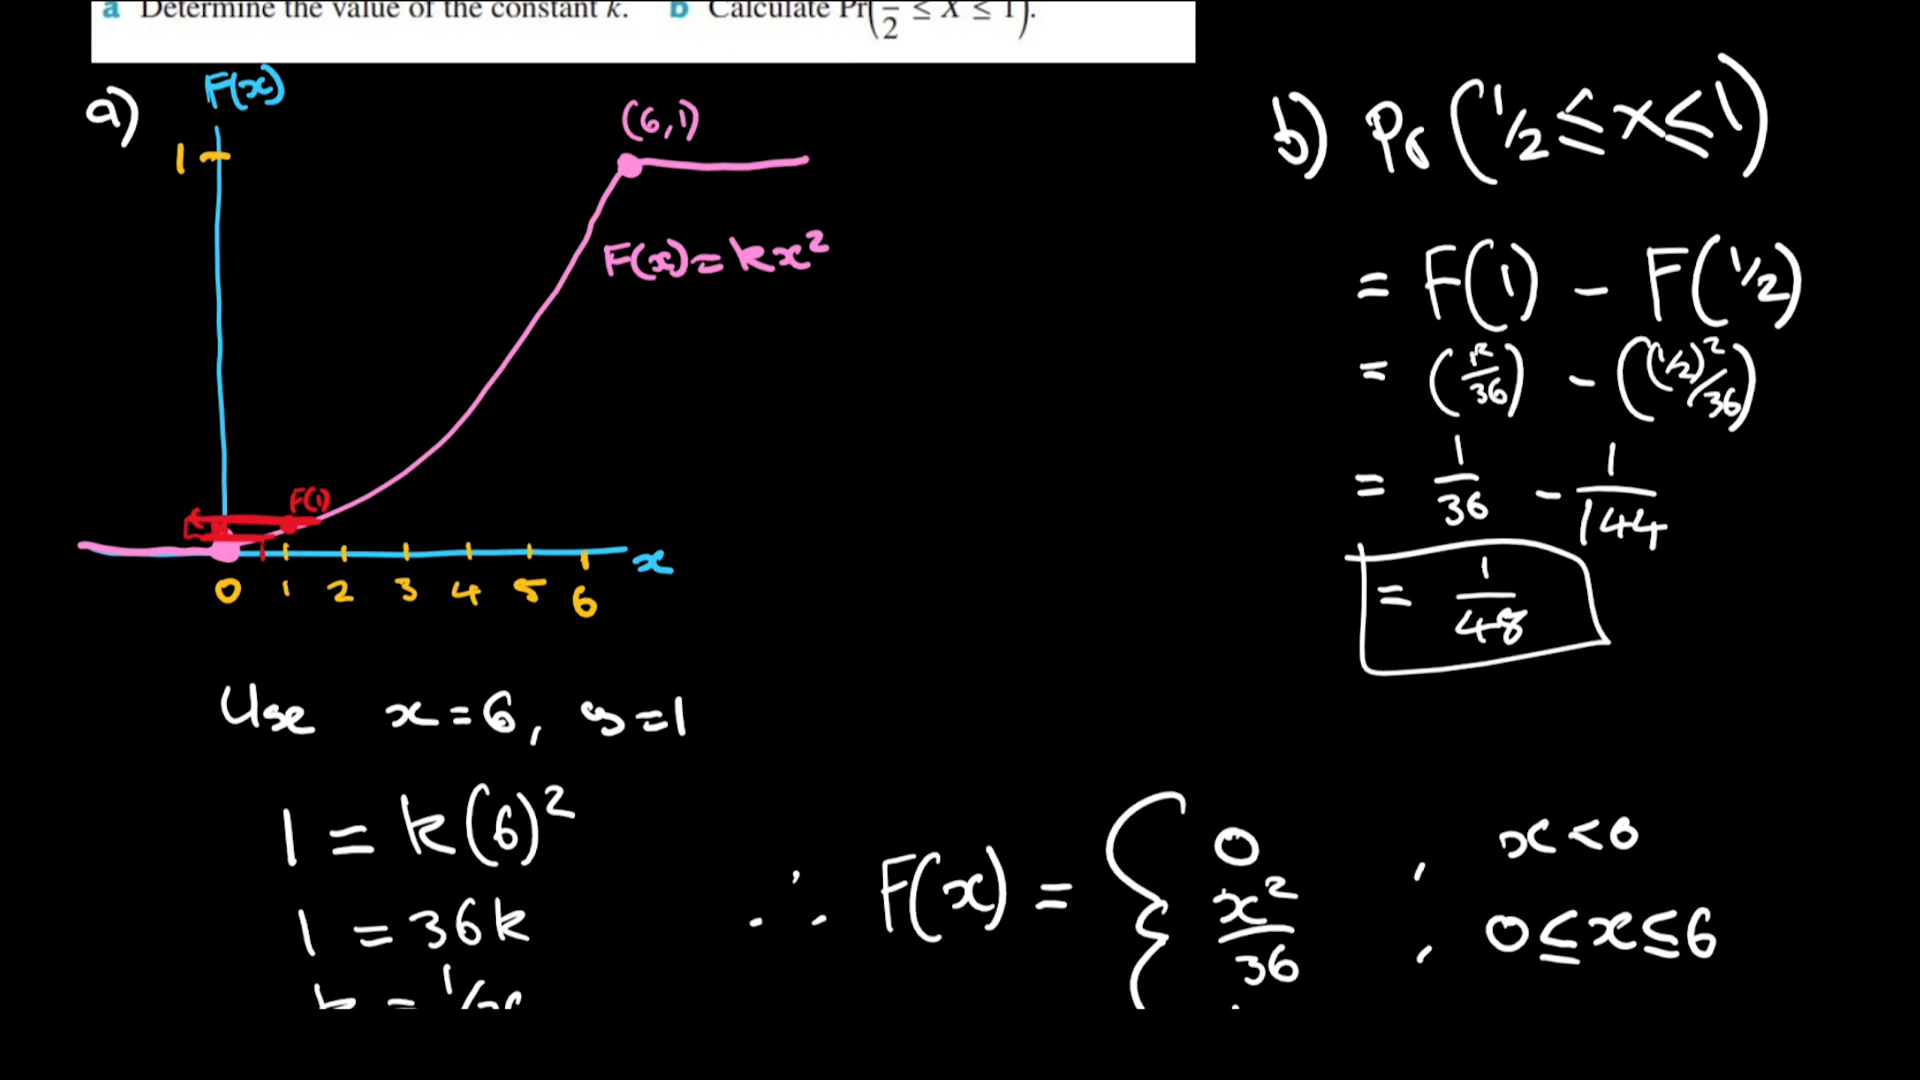 a Determine the value of the constant k. b Calculate Pr(1/2 ≤ X ≤ 1).
a)
F(x)
1
(6,1)
F(x)=kx²
F(1)
x
0 1 2 3 4 5 6
Use x=6, y=1
1 = k(6)²
1 = 36k
b) Pr(1/2 ≤ x ≤ 1)
= F(1) - F(1/2)
= (1²/36) - ((1/2)²/36)
= 1/36 - 1/144
= 1/48
∴ F(x) = { 0 , x<0
x²/36 , 0≤x≤6